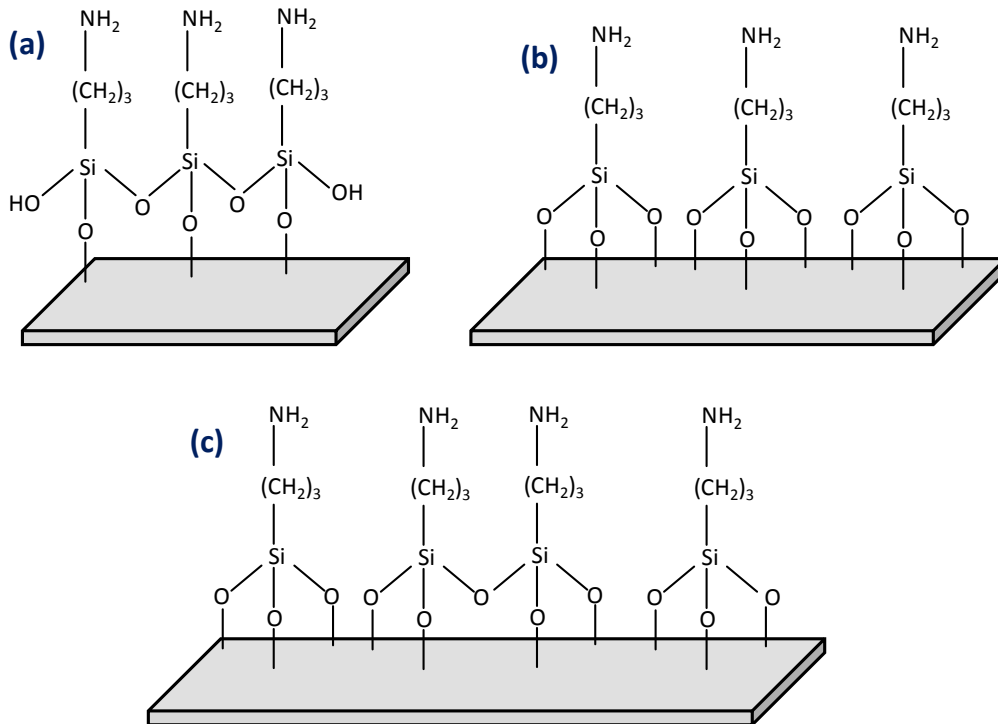 (a)
NH₂ NH₂ NH₂
(CH₂)₃ (CH₂)₃ (CH₂)₃
Si Si Si
HO O O OH
O O O
(b)
NH₂ NH₂ NH₂
(CH₂)₃ (CH₂)₃ (CH₂)₃
Si Si Si
O O O O O O
O O O
(c)
NH₂ NH₂ NH₂ NH₂
(CH₂)₃ (CH₂)₃ (CH₂)₃ (CH₂)₃
Si Si Si Si
O O O O O O O
O O O O